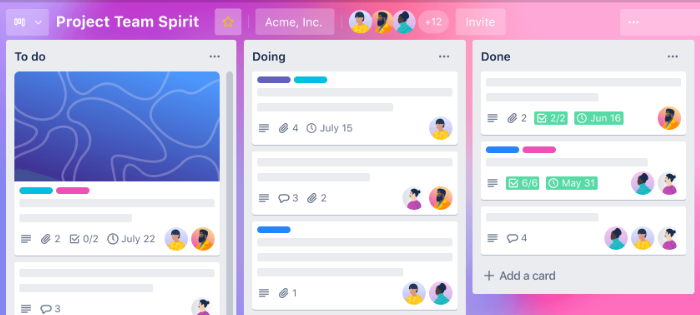 Project Team Spirit
Acme, Inc.
+12
Invite
To do
2
0/2
July 22
3
Doing
4
July 15
3
2
1
Done
2
2/2
Jun 16
6/6
May 31
4
+ Add a card